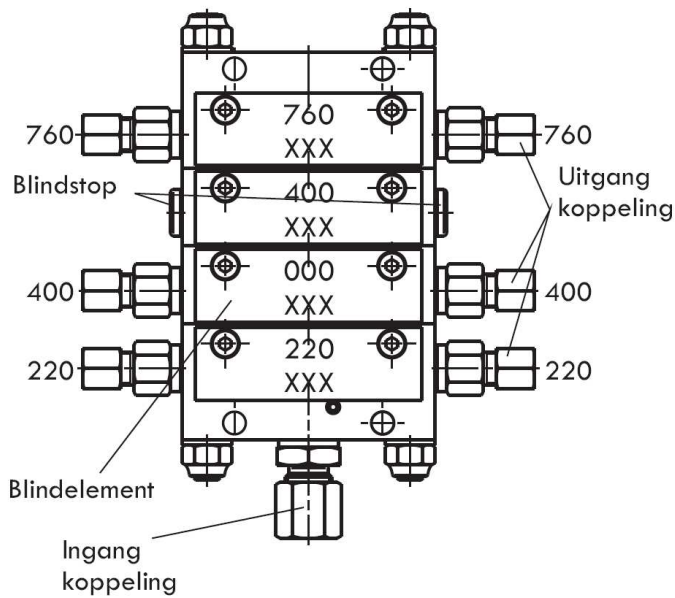 760
XXX
760
760
Blindstop
400
XXX
Uitgang
koppeling
000
XXX
400
400
220
XXX
220
220
Blindelement
Ingang
koppeling